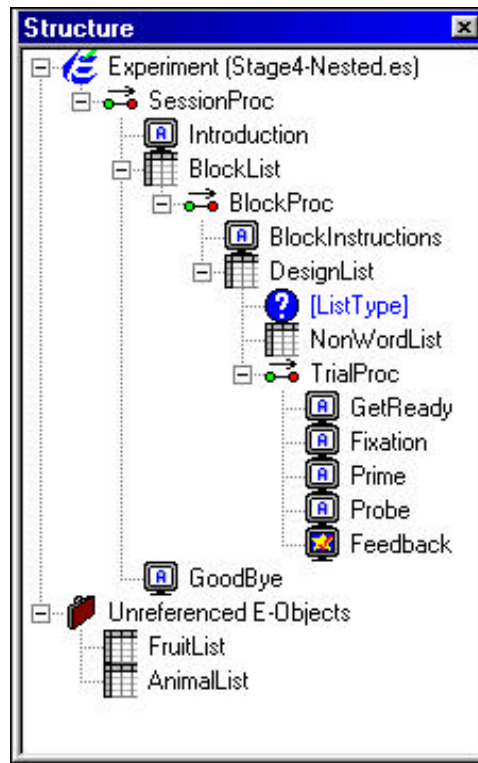 Structure
Experiment (Stage4-Nested.es)
SessionProc
A Introduction
BlockList
BlockProc
A BlockInstructions
DesignList
? [ListType]
NonWordList
TrialProc
A GetReady
A Fixation
A Prime
A Probe
Feedback
A GoodBye
Unreferenced E-Objects
FruitList
AnimalList